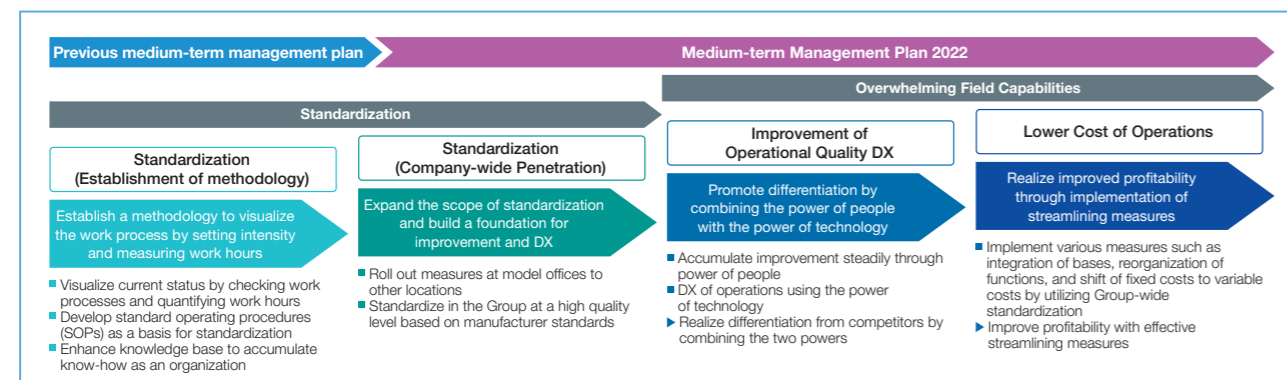 Previous medium-term management plan
Medium-term Management Plan 2022
Overwhelming Field Capabilities
Standardization
Standardization
(Establishment of methodology)
Establish a methodology to visualize
the work process by setting intensity
and measuring work hours
■ Visualize current status by checking work
processes and quantifying work hours
■ Develop standard operating procedures
(SOPs) as a basis for standardization
■ Enhance knowledge base to accumulate
know-how as an organization
Standardization
(Company-wide Penetration)
Expand the scope of standardization
and build a foundation for
improvement and DX
■ Roll out measures at model offices to
other locations
■ Standardize in the Group at a high quality
level based on manufacturer standards
Improvement of
Operational Quality DX
Promote differentiation by
combining the power of people
with the power of technology
■ Accumulate improvement steadily through
power of people
■ DX of operations using the power
of technology
▶ Realize differentiation from competitors by
combining the two powers
Lower Cost of Operations
Realize improved profitability
through implementation of
streamlining measures
■ Implement various measures such as
integration of bases, reorganization of
functions, and shift of fixed costs to variable
costs by utilizing Group-wide
standardization
▶ Improve profitability with effective
streamlining measures